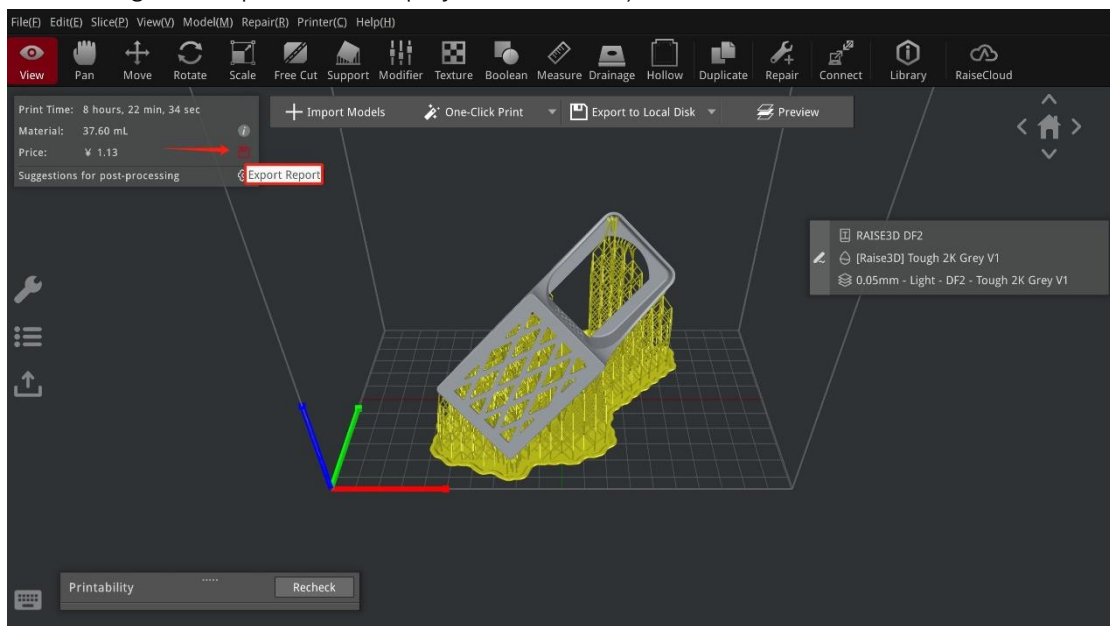 File(F) Edit(E) Slice(P) View(V) Model(M) Repair(R) Printer(C) Help(H)
View Pan Move Rotate Scale Free Cut Support Modifier Texture Boolean Measure Drainage Hollow Duplicate Repair Connect Library RaiseCloud
Print Time: 8 hours, 22 min, 34 sec
Material: 37.60 mL
Price: ¥ 1.13
Suggestions for post-processing
Export Report
Import Models One-Click Print Export to Local Disk Preview
RAISE3D DF2
[Raise3D] Tough 2K Grey V1
0.05mm - Light - DF2 - Tough 2K Grey V1
Printability Recheck